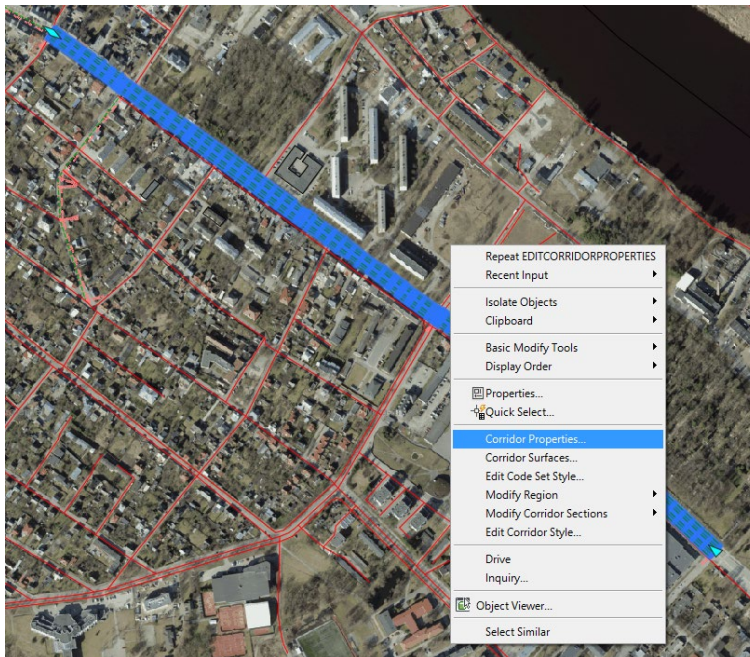 Repeat EDITCORRIDORPROPERTIES
Recent Input
Isolate Objects
Clipboard
Basic Modify Tools
Display Order
Properties...
Quick Select...
Corridor Properties...
Corridor Surfaces...
Edit Code Set Style...
Modify Region
Modify Corridor Sections
Edit Corridor Style...
Drive
Inquiry...
Object Viewer...
Select Similar